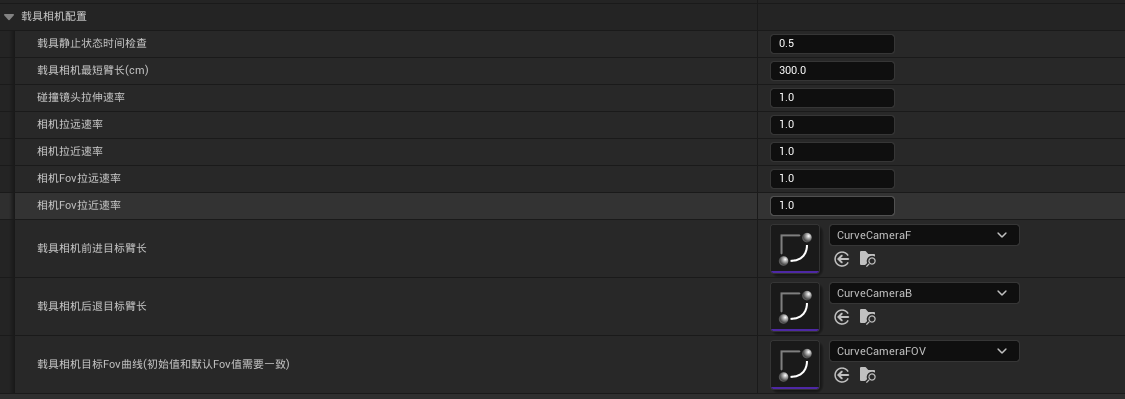 载具相机配置
载具静止状态时间检查
0.5
载具相机最短臂长(cm)
300.0
碰撞镜头拉伸速率
1.0
相机拉远速率
1.0
相机拉近速率
1.0
相机Fov拉远速率
1.0
相机Fov拉近速率
1.0
载具相机前进目标臂长
CurveCameraF
载具相机后退目标臂长
CurveCameraB
载具相机目标Fov曲线(初始值和默认Fov值需要一致)
CurveCameraFOV